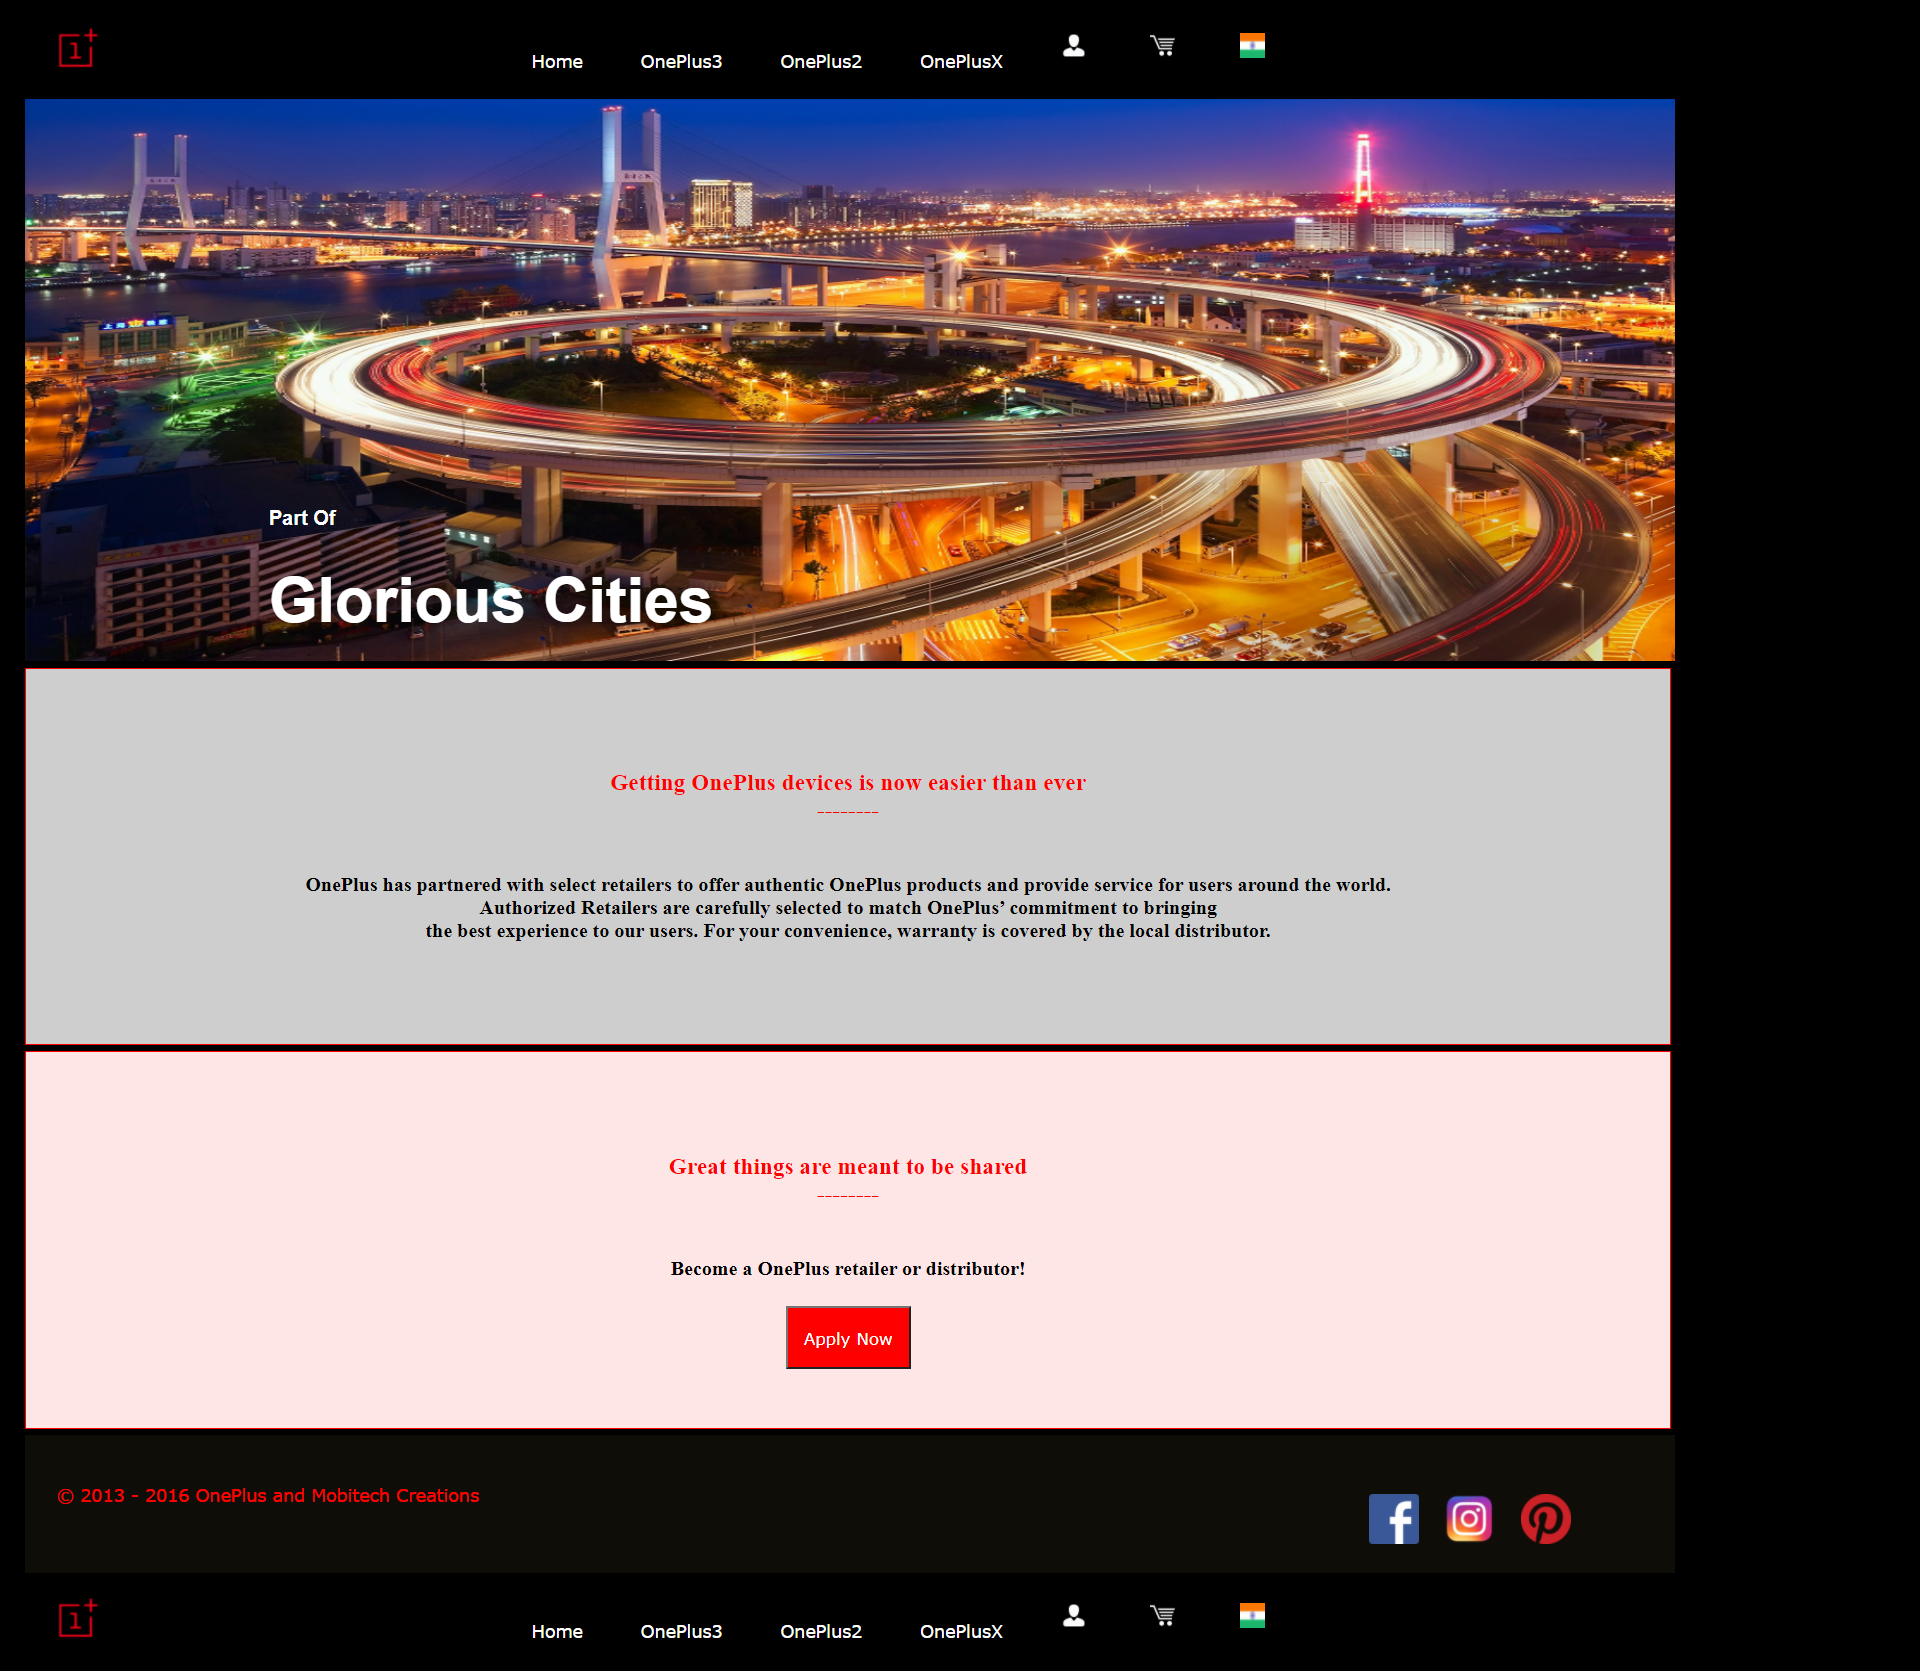 Home OnePlus3 OnePlus2 OnePlusX
Part Of
Glorious Cities
Getting OnePlus devices is now easier than ever
--------
OnePlus has partnered with select retailers to offer authentic OnePlus products and provide service for users around the world.
Authorized Retailers are carefully selected to match OnePlus’ commitment to bringing
the best experience to our users. For your convenience, warranty is covered by the local distributor.
Great things are meant to be shared
--------
Become a OnePlus retailer or distributor!
Apply Now
© 2013 - 2016 OnePlus and Mobitech Creations
Home OnePlus3 OnePlus2 OnePlusX